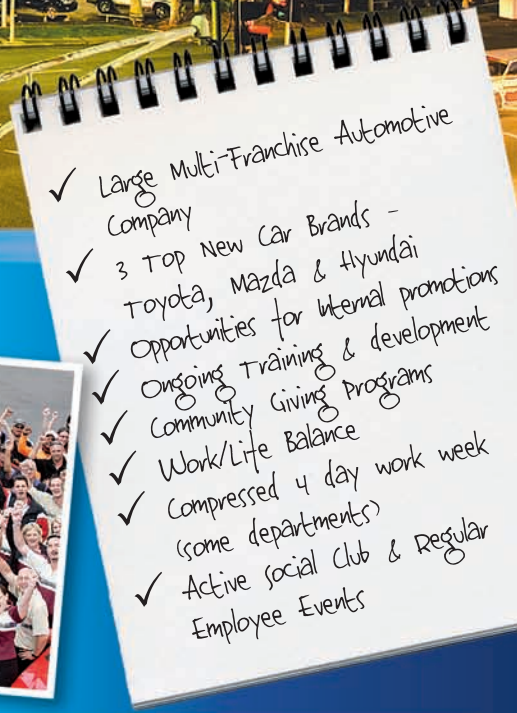 ✓ Large Multi-Franchise Automotive
Company
✓ 3 Top New Car Brands -
Toyota, Mazda & Hyundai
✓ Opportunities for Internal promotions
✓ Ongoing Training & development
✓ Community Giving Programs
✓ Work/Life Balance
✓ Compressed 4 day work week
(some departments)
✓ Active Social Club & Regular
Employee Events